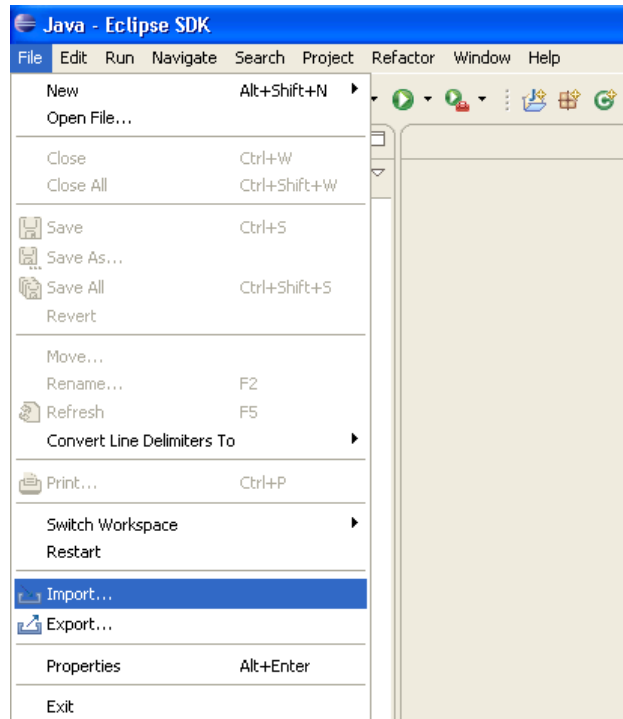 Java - Eclipse SDK
File Edit Run Navigate Search Project Refactor Window Help
New Alt+Shift+N
Open File...
Close Ctrl+W
Close All Ctrl+Shift+W
Save Ctrl+S
Save As...
Save All Ctrl+Shift+S
Revert
Move...
Rename... F2
Refresh F5
Convert Line Delimiters To
Print... Ctrl+P
Switch Workspace
Restart
Import...
Export...
Properties Alt+Enter
Exit